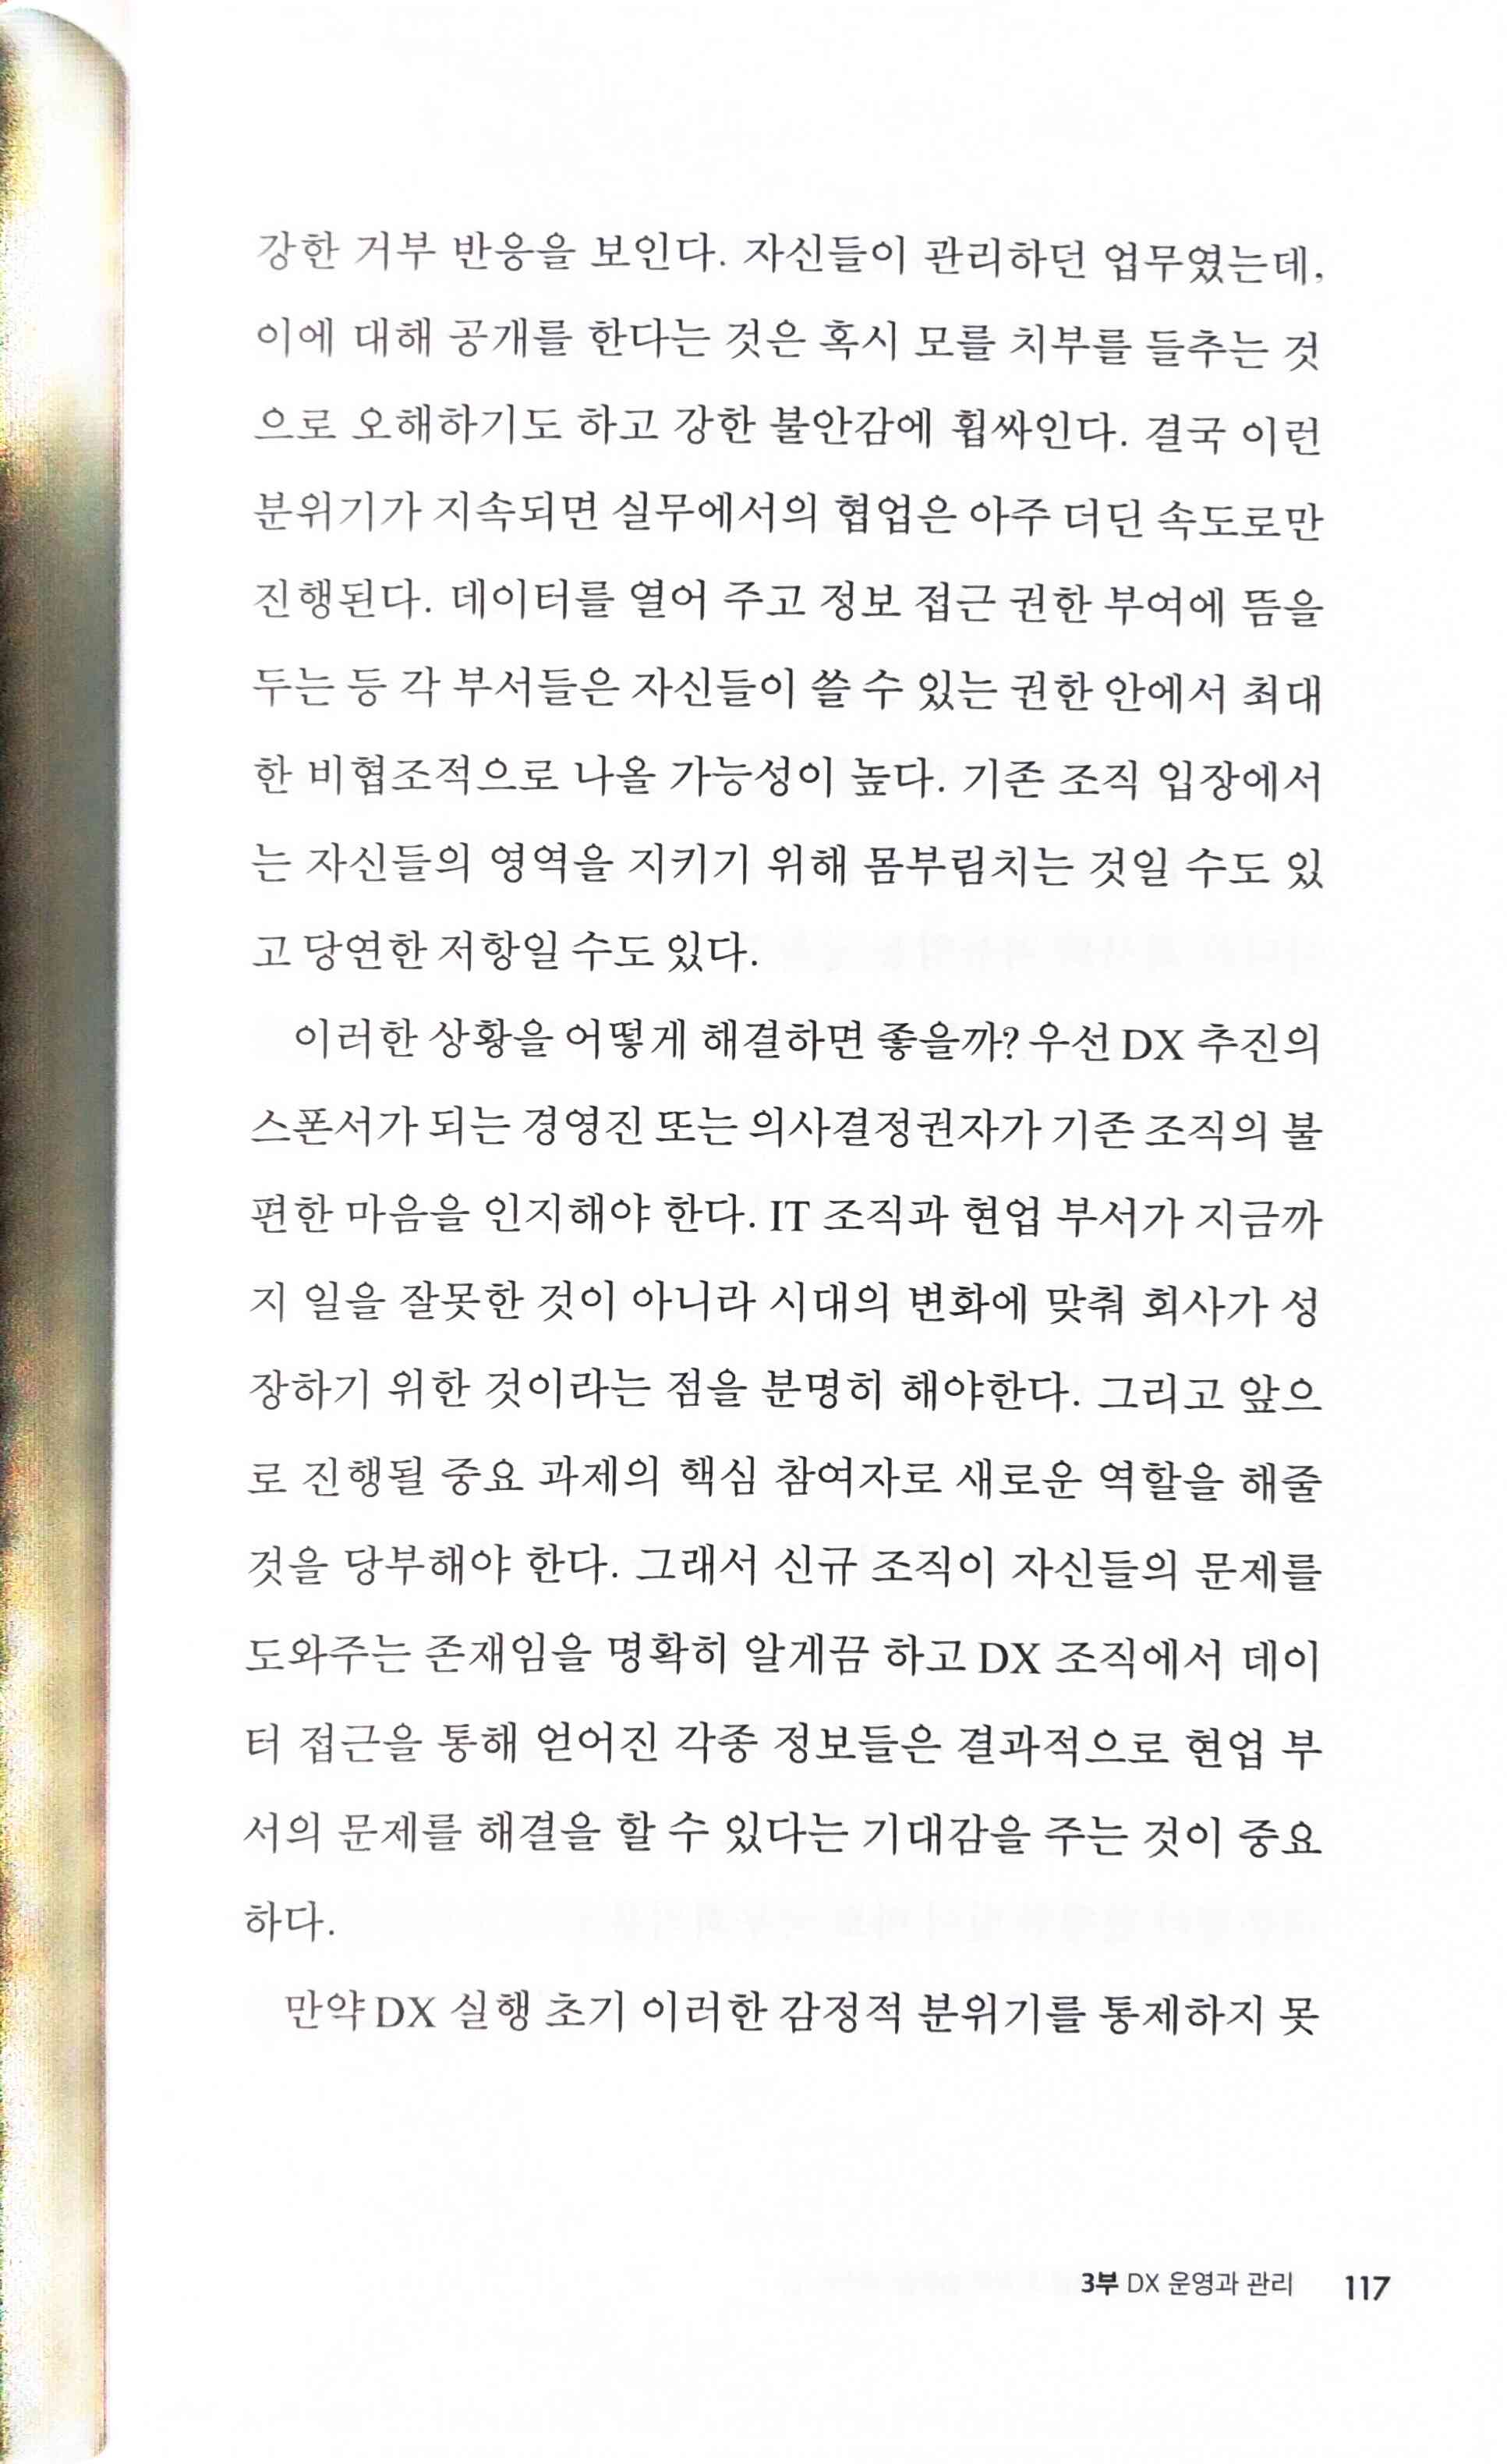 강한 거부 반응을 보인다. 자신들이 관리하던 업무였는데,
이에 대해 공개를 한다는 것은 혹시 모를 치부를 들추는 것
으로 오해하기도 하고 강한 불안감에 휩싸인다. 결국 이런
분위기가 지속되면 실무에서의 협업은 아주 더딘 속도로만
진행된다. 데이터를 열어 주고 정보 접근 권한 부여에 뜸을
두는 등 각 부서들은 자신들이 쓸 수 있는 권한 안에서 최대
한 비협조적으로 나올 가능성이 높다. 기존 조직 입장에서
는 자신들의 영역을 지키기 위해 몸부림치는 것일 수도 있
고 당연한 저항일 수도 있다.
이러한 상황을 어떻게 해결하면 좋을까? 우선 DX 추진의
스폰서가 되는 경영진 또는 의사결정권자가 기존 조직의 불
편한 마음을 인지해야 한다. IT 조직과 현업 부서가 지금까
지 일을 잘못한 것이 아니라 시대의 변화에 맞춰 회사가 성
장하기 위한 것이라는 점을 분명히 해야한다. 그리고 앞으
로 진행될 중요 과제의 핵심 참여자로 새로운 역할을 해줄
것을 당부해야 한다. 그래서 신규 조직이 자신들의 문제를
도와주는 존재임을 명확히 알게끔 하고 DX 조직에서 데이
터 접근을 통해 얻어진 각종 정보들은 결과적으로 현업 부
서의 문제를 해결을 할 수 있다는 기대감을 주는 것이 중요
하다.
만약 DX 실행 초기 이러한 감정적 분위기를 통제하지 못
3부 DX 운영과 관리 117